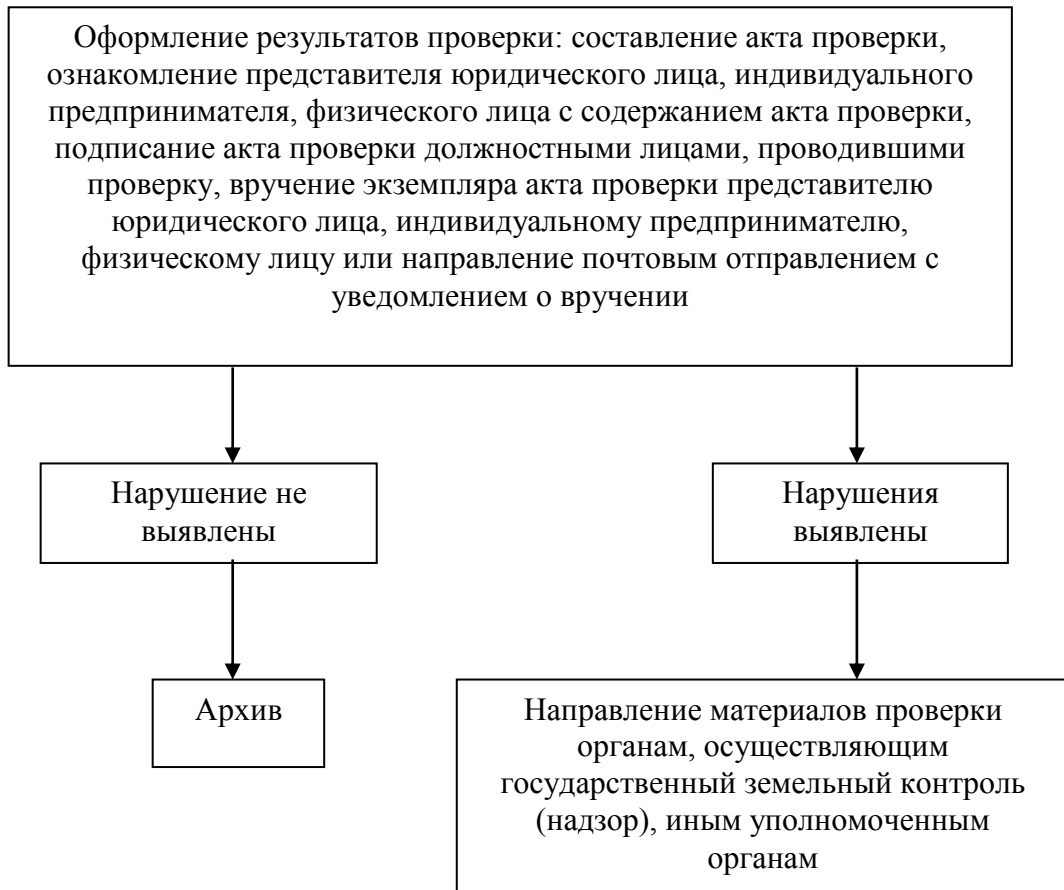 Оформление результатов проверки: составление акта проверки,
ознакомление представителя юридического лица, индивидуального
предпринимателя, физического лица с содержанием акта проверки,
подписание акта проверки должностными лицами, проводившими
проверку, вручение экземпляра акта проверки представителю
юридического лица, индивидуальному предпринимателю,
физическому лицу или направление почтовым отправлением с
уведомлением о вручении
Нарушение не
выявлены
Нарушения
выявлены
Архив
Направление материалов проверки
органам, осуществляющим
государственный земельный контроль
(надзор), иным уполномоченным
органам